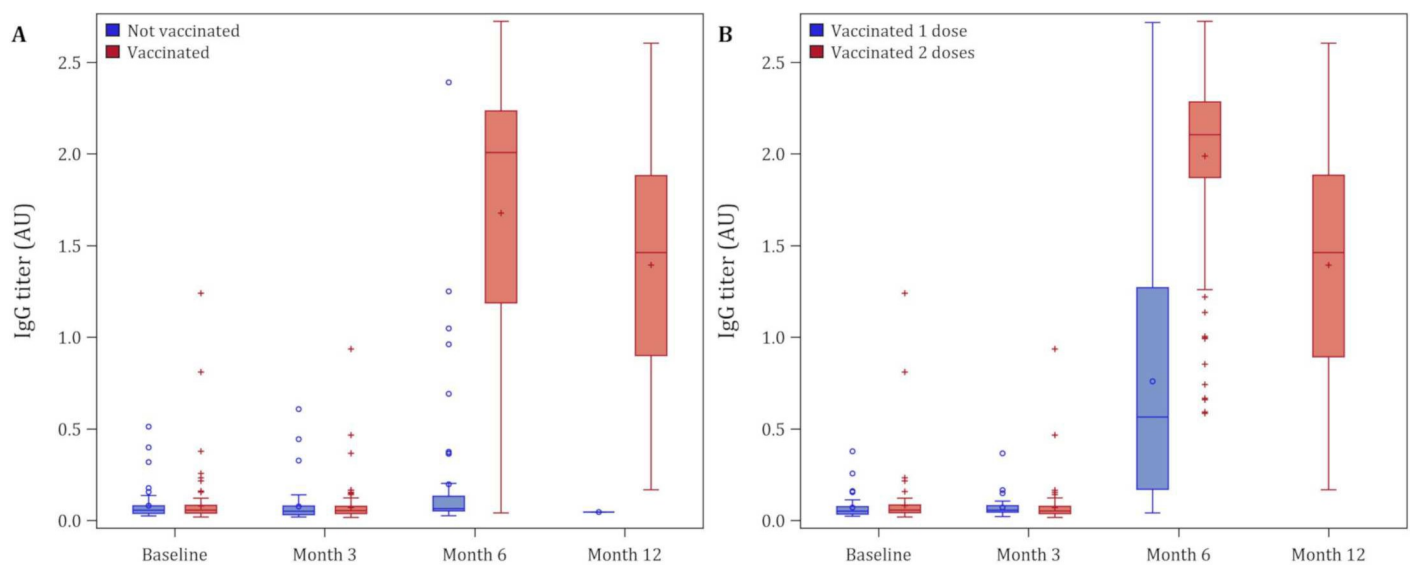 A
Not vaccinated
Vaccinated
IgG titer (AU)
2.5
2.0
1.5
1.0
0.5
0.0
Baseline
Month 3
Month 6
Month 12
B
Vaccinated 1 dose
Vaccinated 2 doses
IgG titer (AU)
2.5
2.0
1.5
1.0
0.5
0.0
Baseline
Month 3
Month 6
Month 12